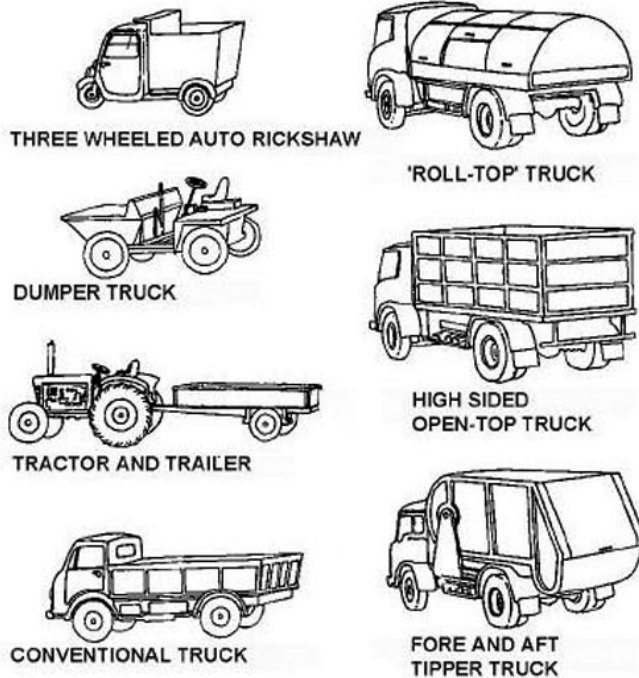 THREE WHEELED AUTO RICKSHAW
DUMPER TRUCK
TRACTOR AND TRAILER
CONVENTIONAL TRUCK
'ROLL-TOP' TRUCK
HIGH SIDED
OPEN-TOP TRUCK
FORE AND AFT
TIPPER TRUCK